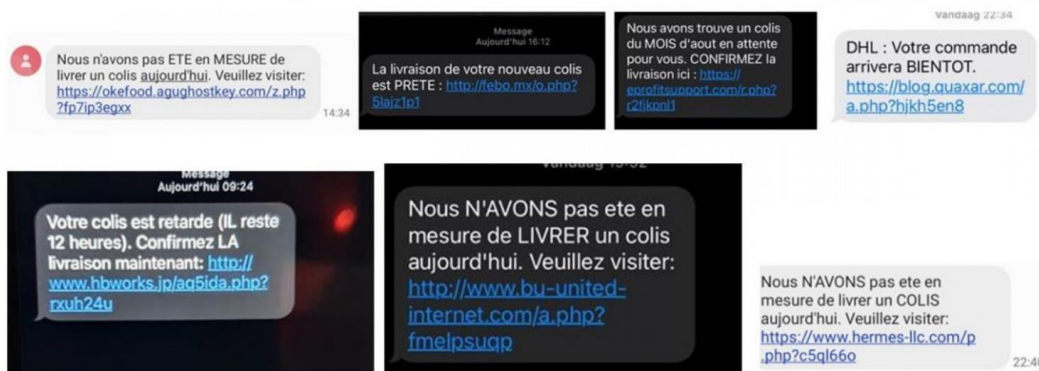 Nous n'avons pas ETE en MESURE de
livrer un colis aujourd'hui. Veuillez visiter:
https://okefood.agughostkey.com/z.php
?fp7ip3egxx
14:34
Message
Aujourd'hui 16:12
La livraison de votre nouveau colis
est PRETE : http://febo.mx/o.php?
5lajz1p1
Nous avons trouve un colis
du MOIS d'aout en attente
pour vous. CONFIRMEZ la
livraison ici : https://
eprofitsupport.com/r.php?
r2fjkpnl1
Vandaag 22:34
DHL : Votre commande
arrivera BIENTOT.
https://blog.quaxar.com/
a.php?hjkh5en8
Message
Aujourd'hui 09:24
Votre colis est retarde (IL reste
12 heures). Confirmez LA
livraison maintenant: http://
www.hbworks.jp/aq5ida.php?
rxuh24u
Vandaag
Nous N'AVONS pas ete en
mesure de LIVRER un colis
aujourd'hui. Veuillez visiter:
http://www.bu-united-
internet.com/a.php?
fmelpsuqp
Nous N'AVONS pas ete en
mesure de livrer un COLIS
aujourd'hui. Veuillez visiter:
https://www.hermes-llc.com/p
.php?c5ql66o